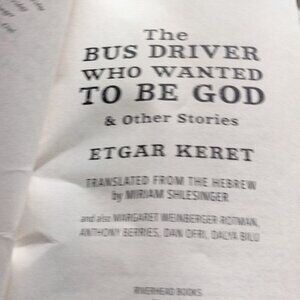 The
BUS DRIVER
WHO WANTED
TO BE GOD
& Other Stories
ETGAR KERET
TRANSLATED FROM THE HEBREW
by MIRIAM SHLESINGER
and also MARGARET WEINBERGER ROTMAN,
ANTHONY BERRIES, DAN OFRI, DALYA BILU
RIVERHEAD BOOKS